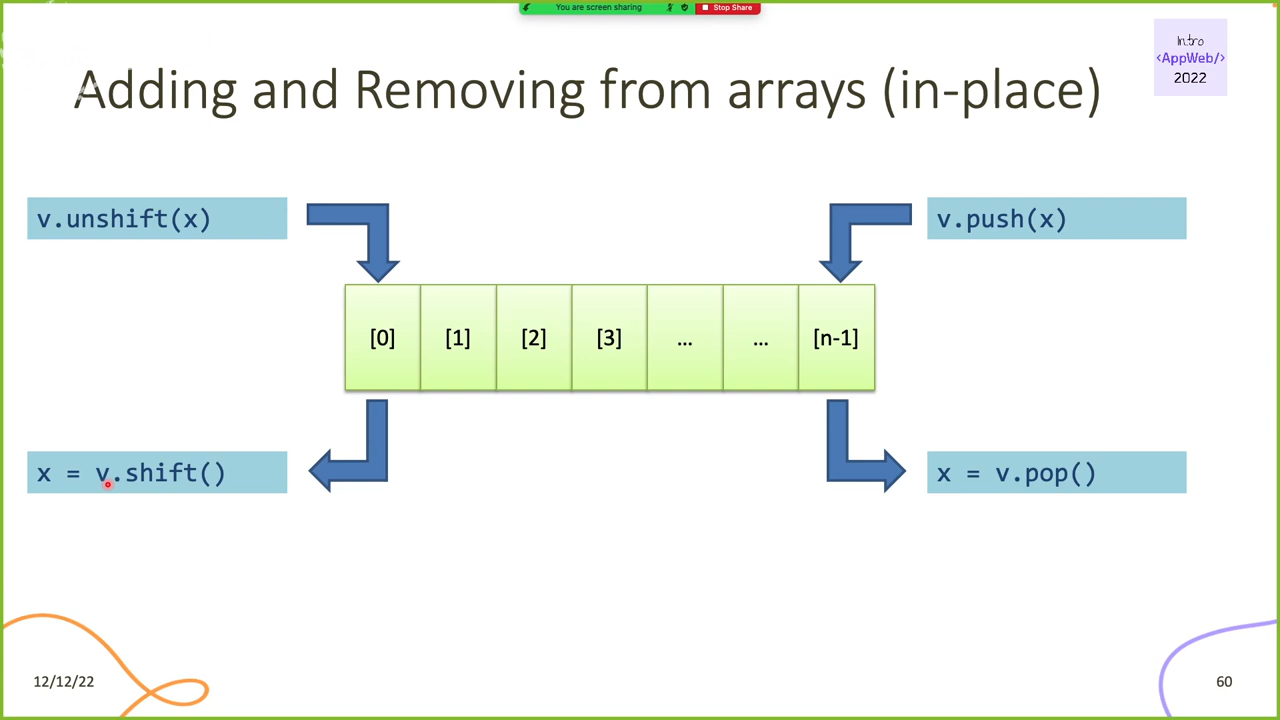 You are screen sharing
Stop Share
Intro
<AppWeb/>
2022
Adding and Removing from arrays (in-place)
v.unshift(x)
v.push(x)
[0] [1] [2] [3] ... ... [n-1]
x = v.shift()
x = v.pop()
12/12/22
60